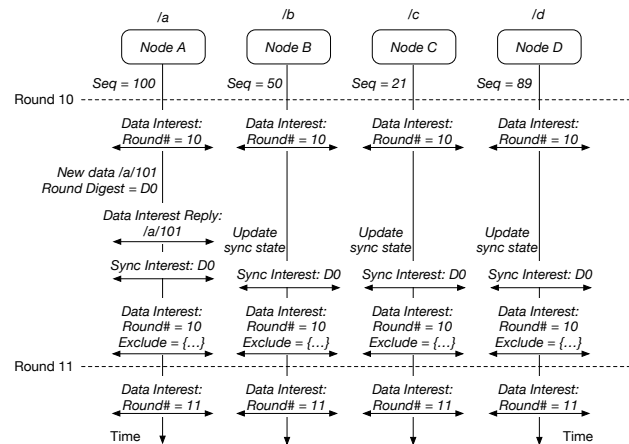 /a /b /c /d
Node A Node B Node C Node D
Seq = 100 Seq = 50 Seq = 21 Seq = 89
Round 10
Data Interest: Data Interest: Data Interest: Data Interest:
Round# = 10 Round# = 10 Round# = 10 Round# = 10
New data /a/101
Round Digest = D0
Data Interest Reply:
/a/101
Update Update Update
sync state sync state sync state
Sync Interest: D0
Sync Interest: D0 Sync Interest: D0 Sync Interest: D0
Data Interest: Data Interest: Data Interest: Data Interest:
Round# = 10 Round# = 10 Round# = 10 Round# = 10
Exclude = {...} Exclude = {...} Exclude = {...} Exclude = {...}
Round 11
Data Interest: Data Interest: Data Interest: Data Interest:
Round# = 11 Round# = 11 Round# = 11 Round# = 11
Time Time